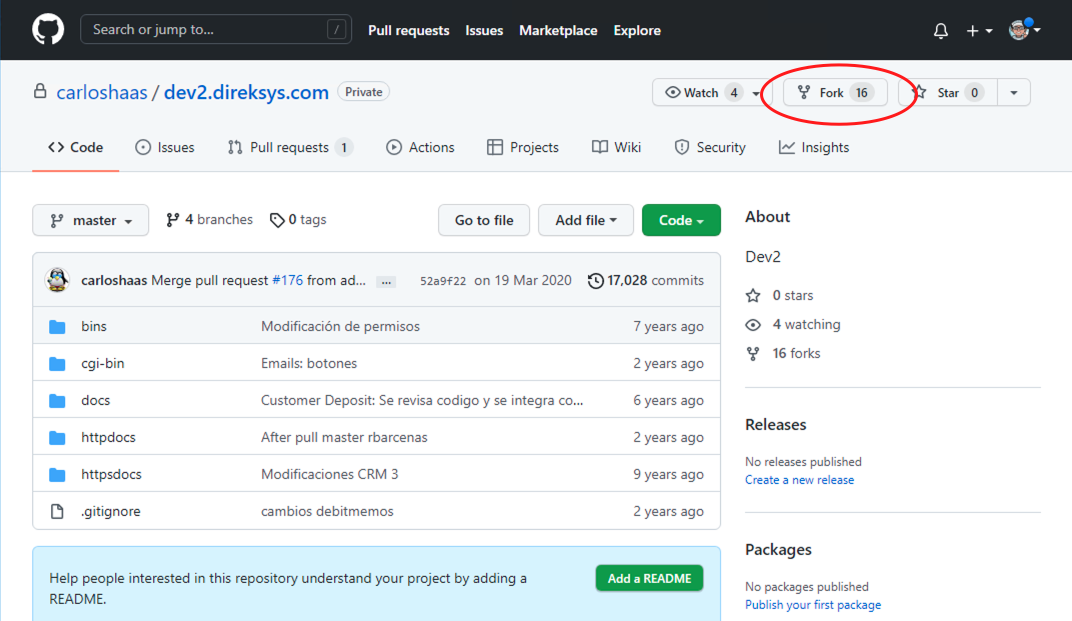 Search or jump to... / Pull requests Issues Marketplace Explore
carloshaas / dev2.direksys.com Private Watch 4 Fork 16 Star 0
Code Issues Pull requests 1 Actions Projects Wiki Security Insights
master 4 branches 0 tags Go to file Add file Code
carloshaas Merge pull request #176 from ad... ... 52a9f22 on 19 Mar 2020 17,028 commits
bins Modificación de permisos 7 years ago
cgi-bin Emails: botones 2 years ago
docs Customer Deposit: Se revisa codigo y se integra co... 6 years ago
httpdocs After pull master rbarcenas 2 years ago
httpsdocs Modificaciones CRM 3 9 years ago
.gitignore cambios debitmemos 2 years ago
Help people interested in this repository understand your project by adding a
README.
Add a README
About
Dev2
0 stars
4 watching
16 forks
Releases
No releases published
Create a new release
Packages
No packages published
Publish your first package